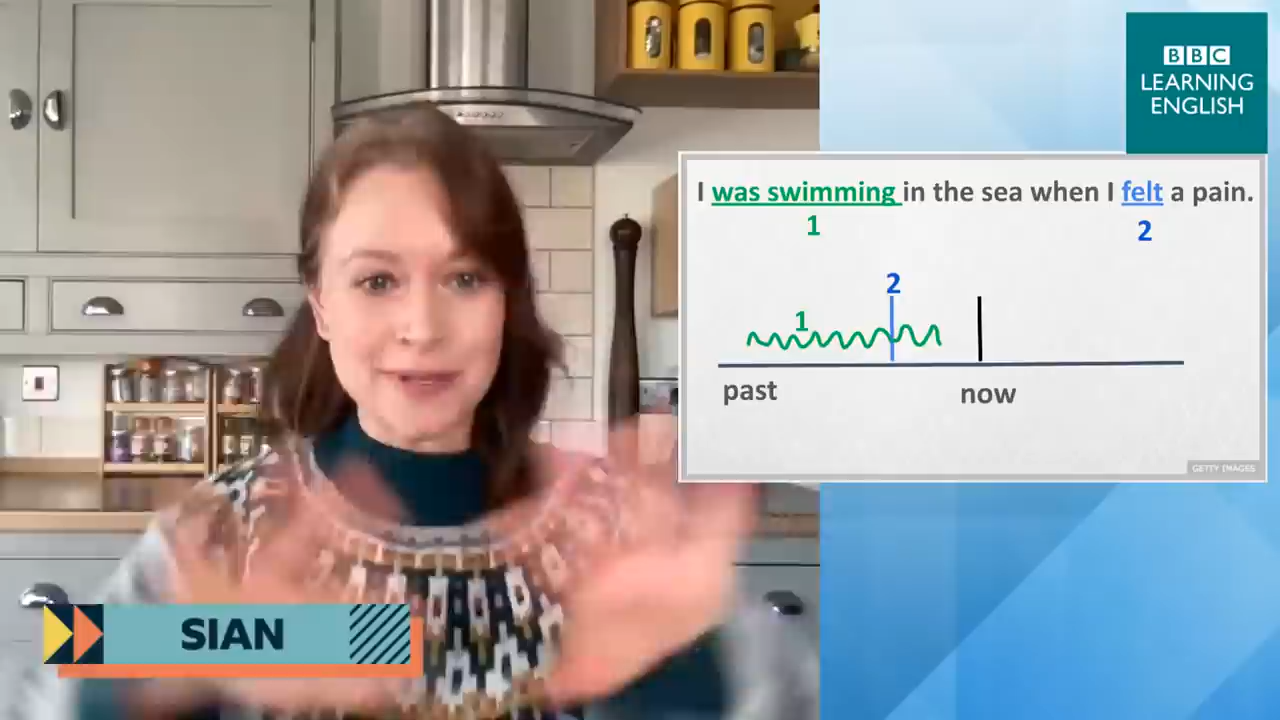 BBC
LEARNING
ENGLISH
I was swimming in the sea when I felt a pain.
1
2
2
1
past
now
GETTY IMAGES
SIAN